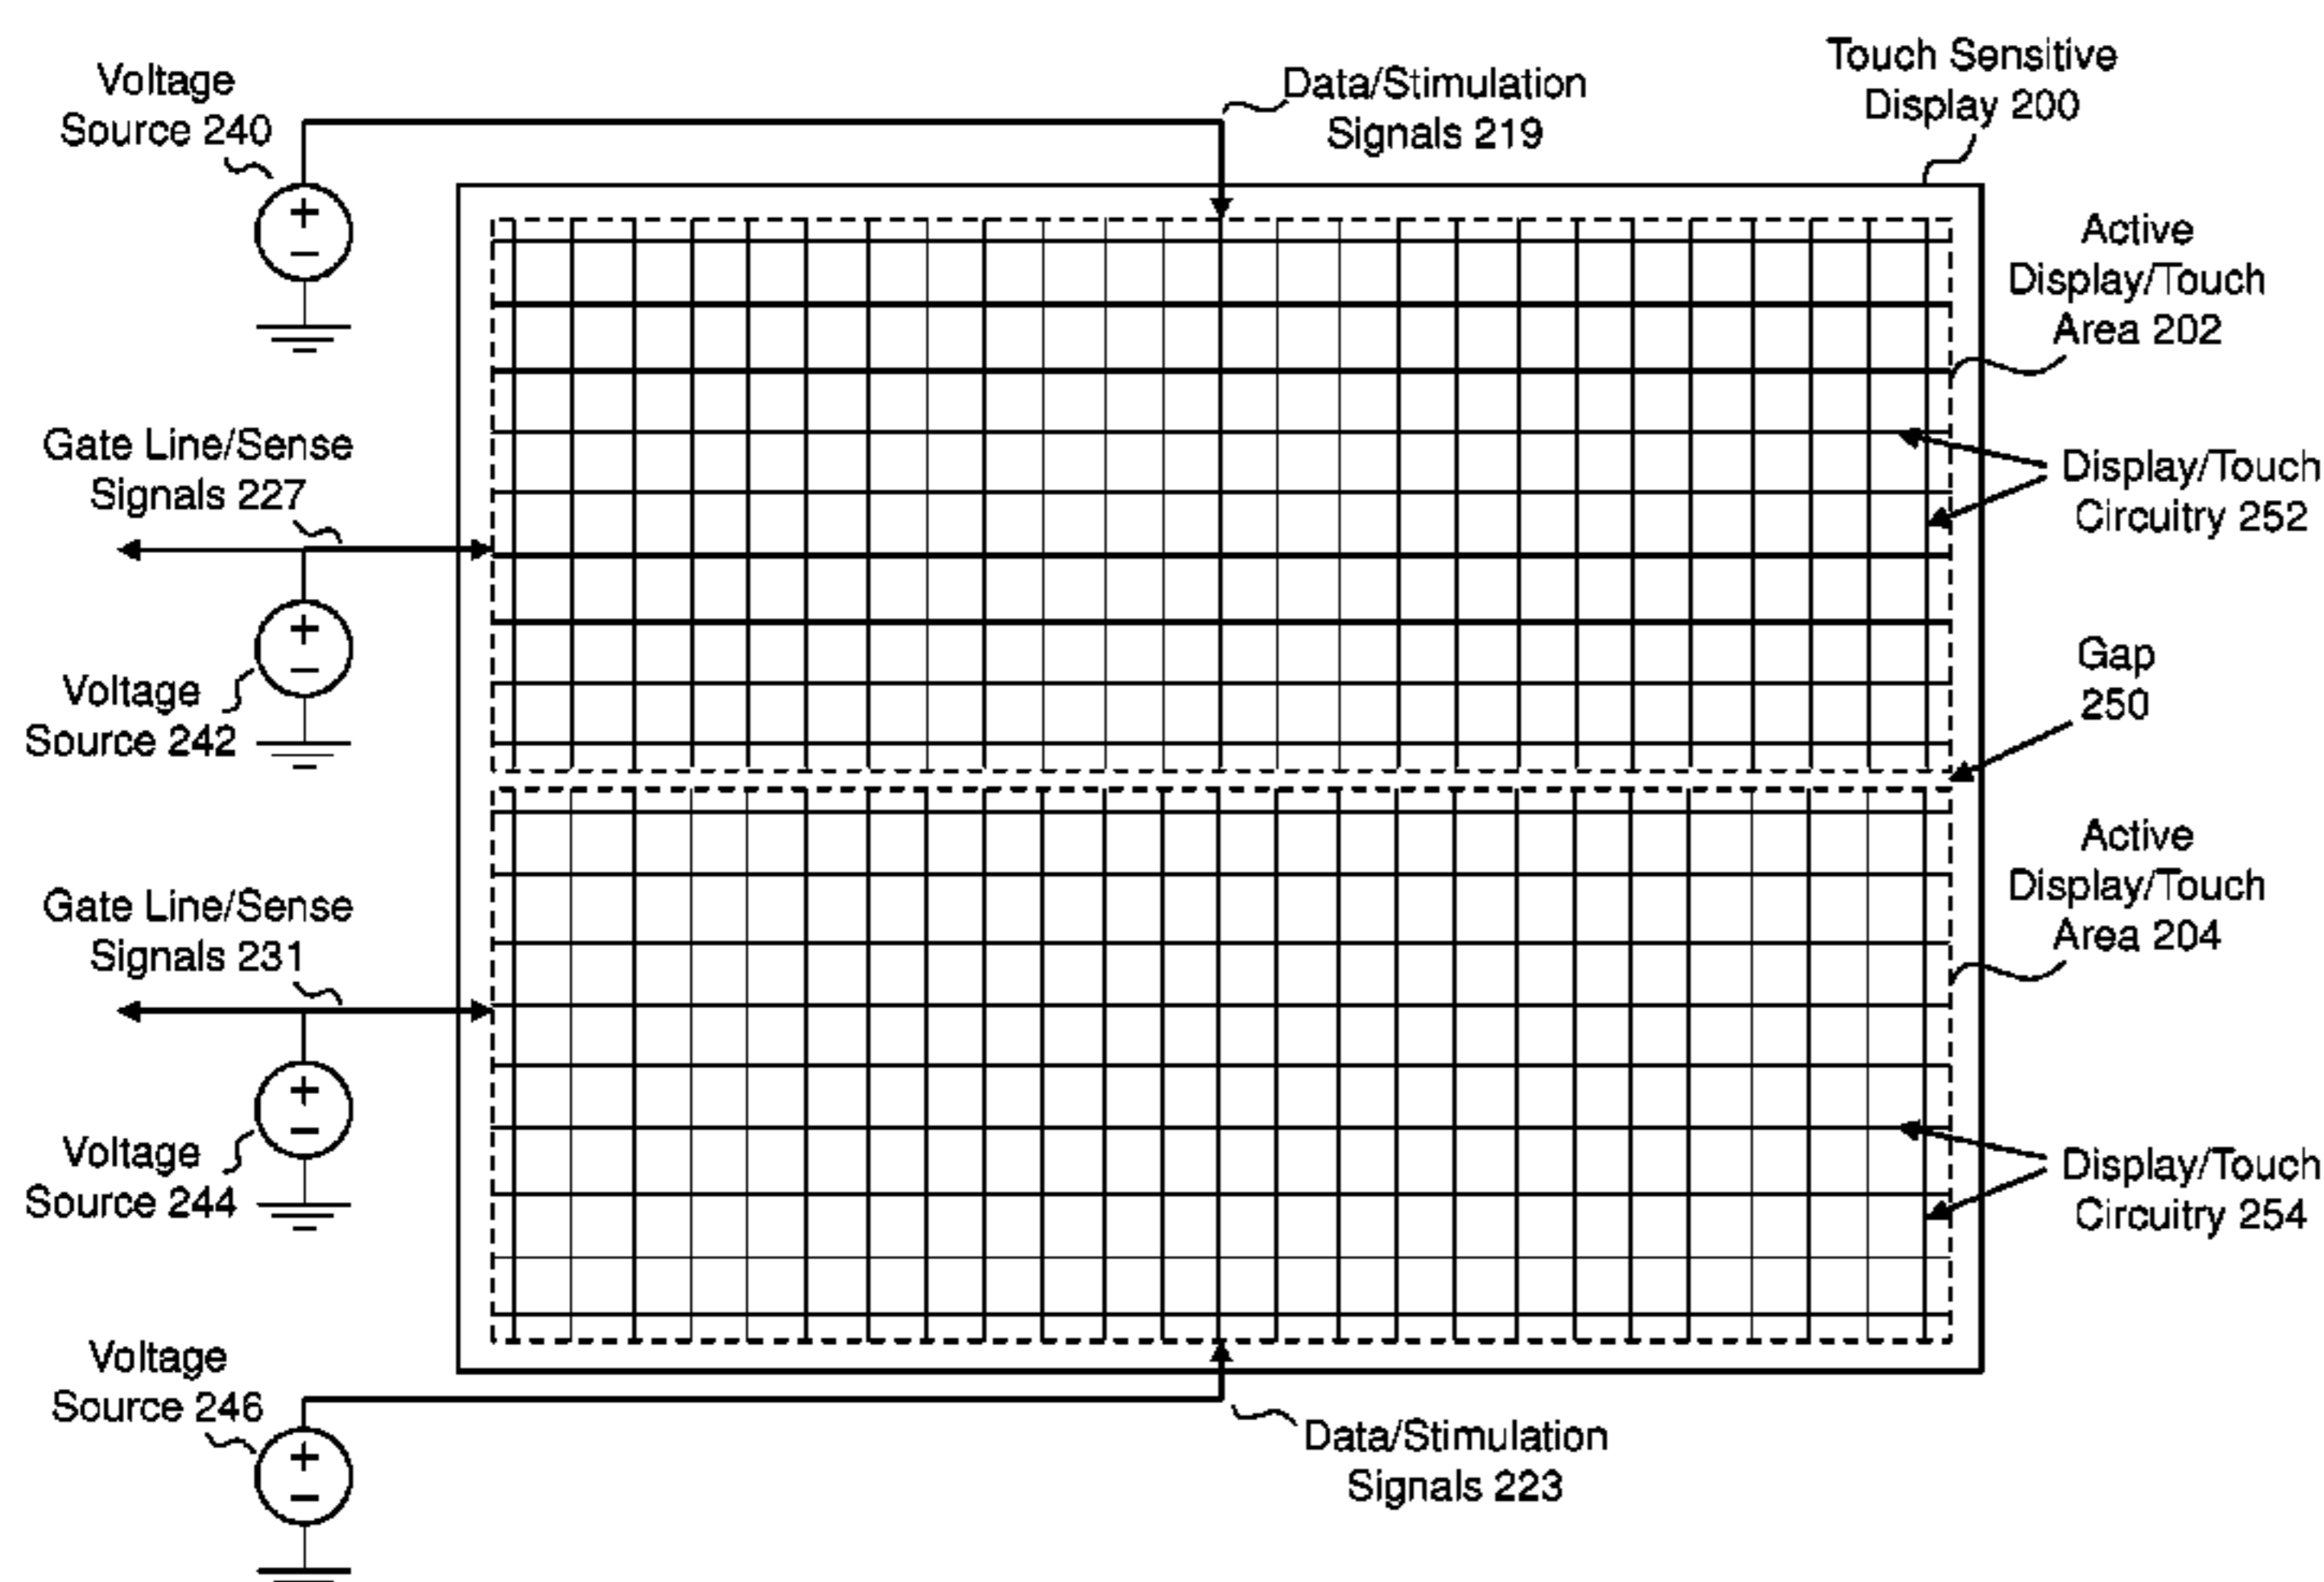 Voltage
Source 240
Data/Stimulation
Signals 219
Touch Sensitive
Display 200
Active
Display/Touch
Area 202
Gate Line/Sense
Signals 227
Display/Touch
Circuitry 252
Voltage
Source 242
Gap
250
Active
Display/Touch
Area 204
Gate Line/Sense
Signals 231
Voltage
Source 244
Display/Touch
Circuitry 254
Voltage
Source 246
Data/Stimulation
Signals 223